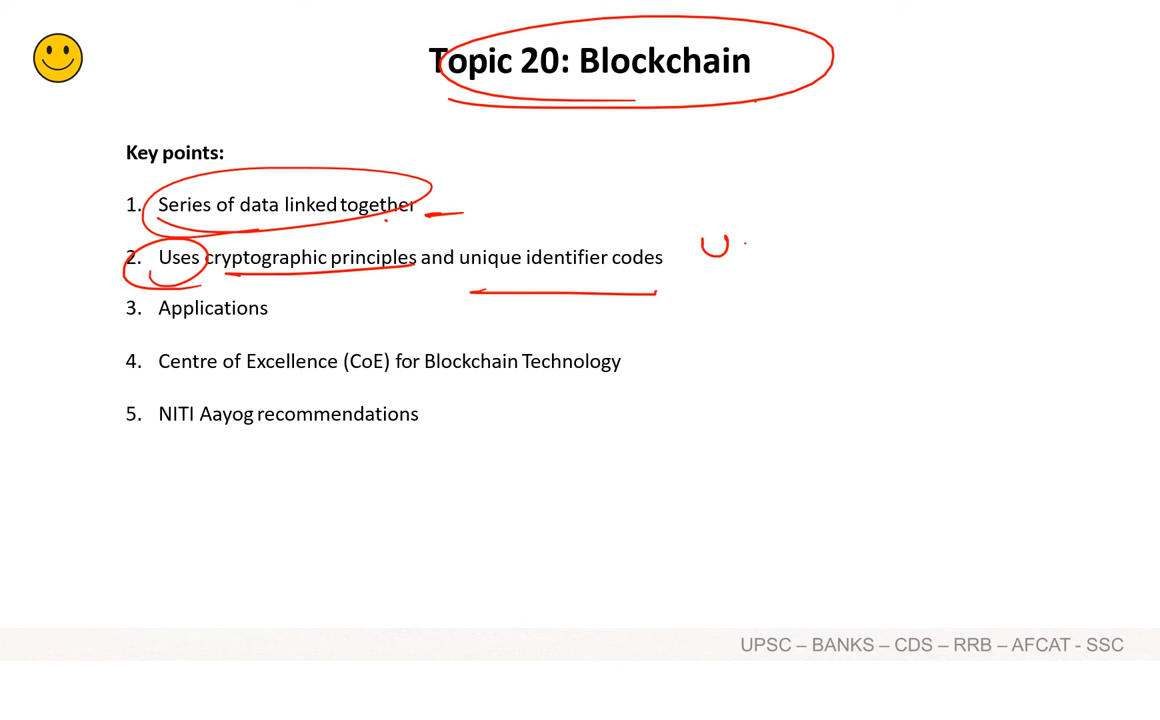 Topic 20: Blockchain
Key points:
1. Series of data linked together
2. Uses cryptographic principles and unique identifier codes
U
3. Applications
4. Centre of Excellence (CoE) for Blockchain Technology
5. NITI Aayog recommendations
UPSC – BANKS – CDS – RRB – AFCAT - SSC